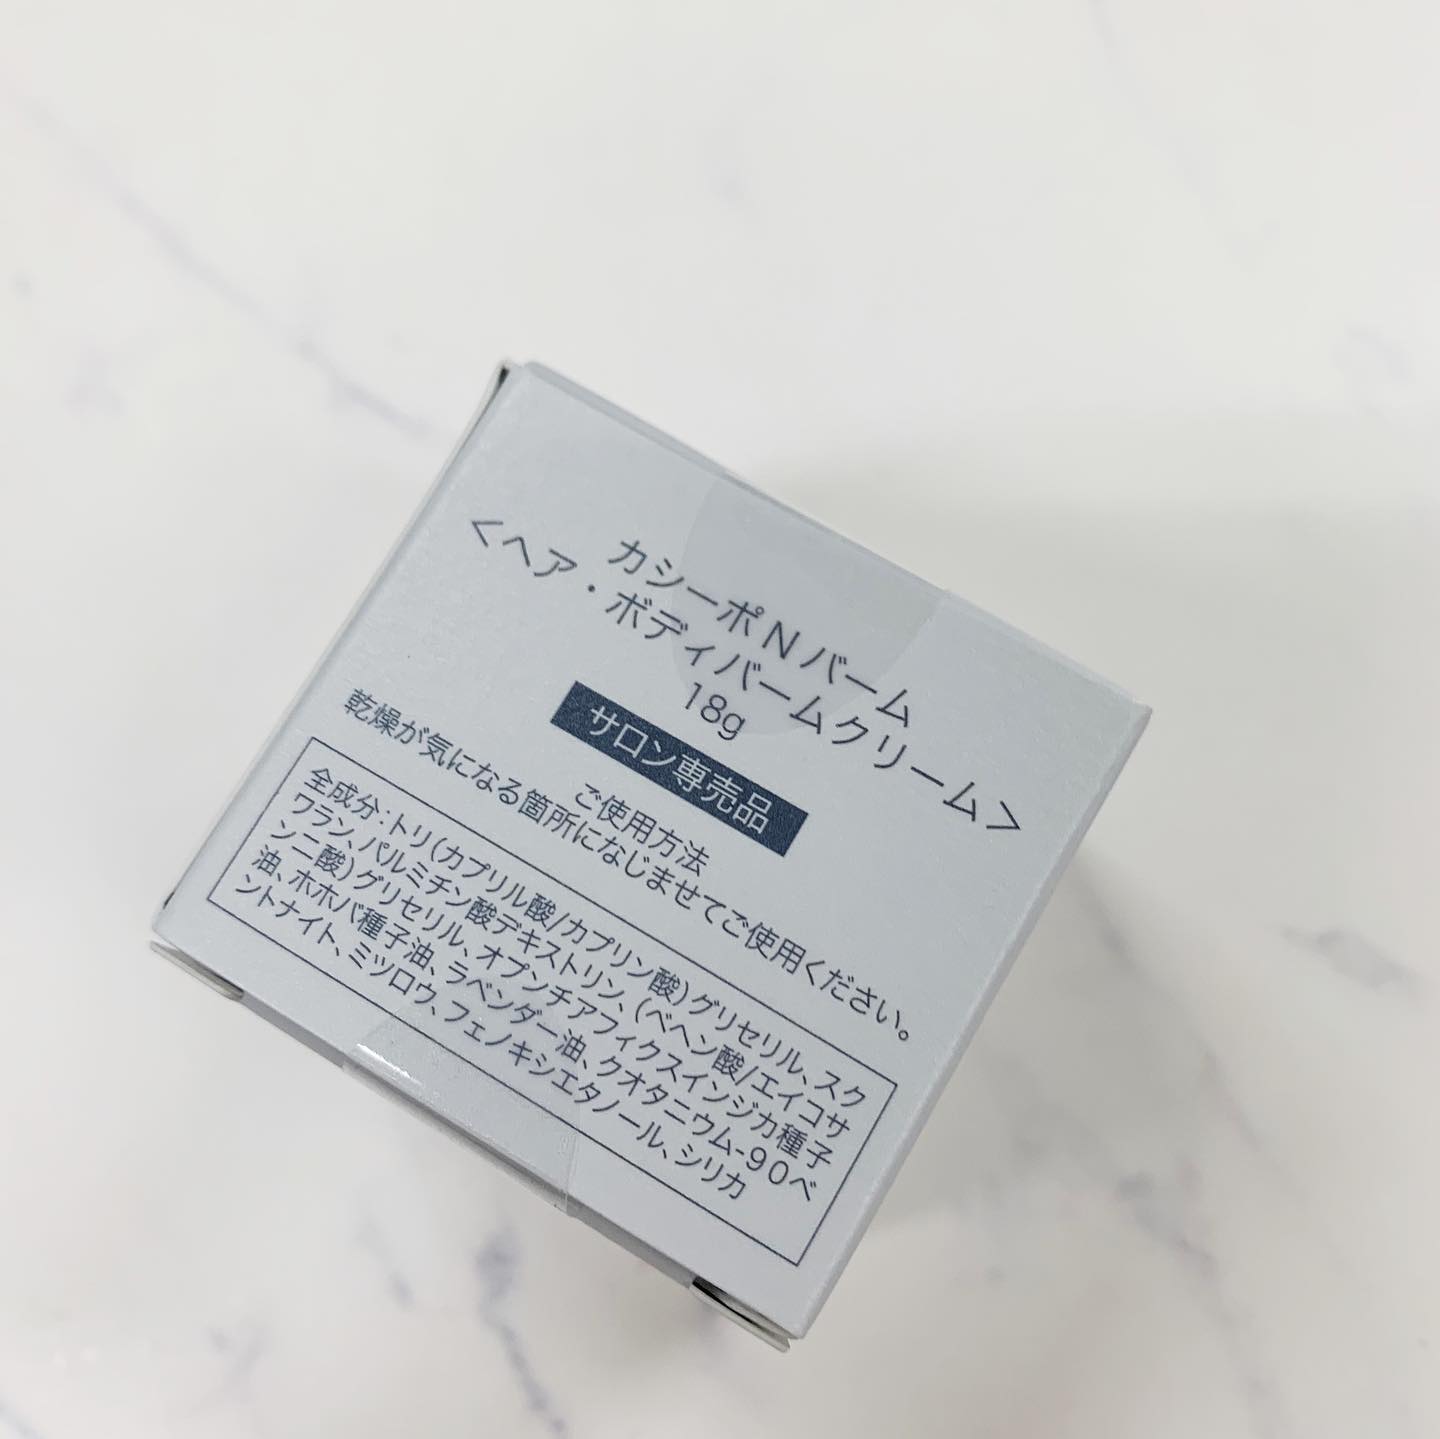 カシーポNバーム
<ヘア・ボディバームクリーム>
18g
サロン専売品
ご使用方法
乾燥が気になる箇所になじませてご使用ください。
全成分:トリ(カプリル酸/カプリン酸)グリセリル、スク
ワラン、パルミチン酸デキストリン、(ベヘン酸/エイコサ
ン二酸)グリセリル、オプンチアフィクスインジカ種子
油、ホホバ種子油、ラベンダー油、クオタニウム-90ベ
ントナイト、ミツロウ、フェノキシエタノール、シリカ